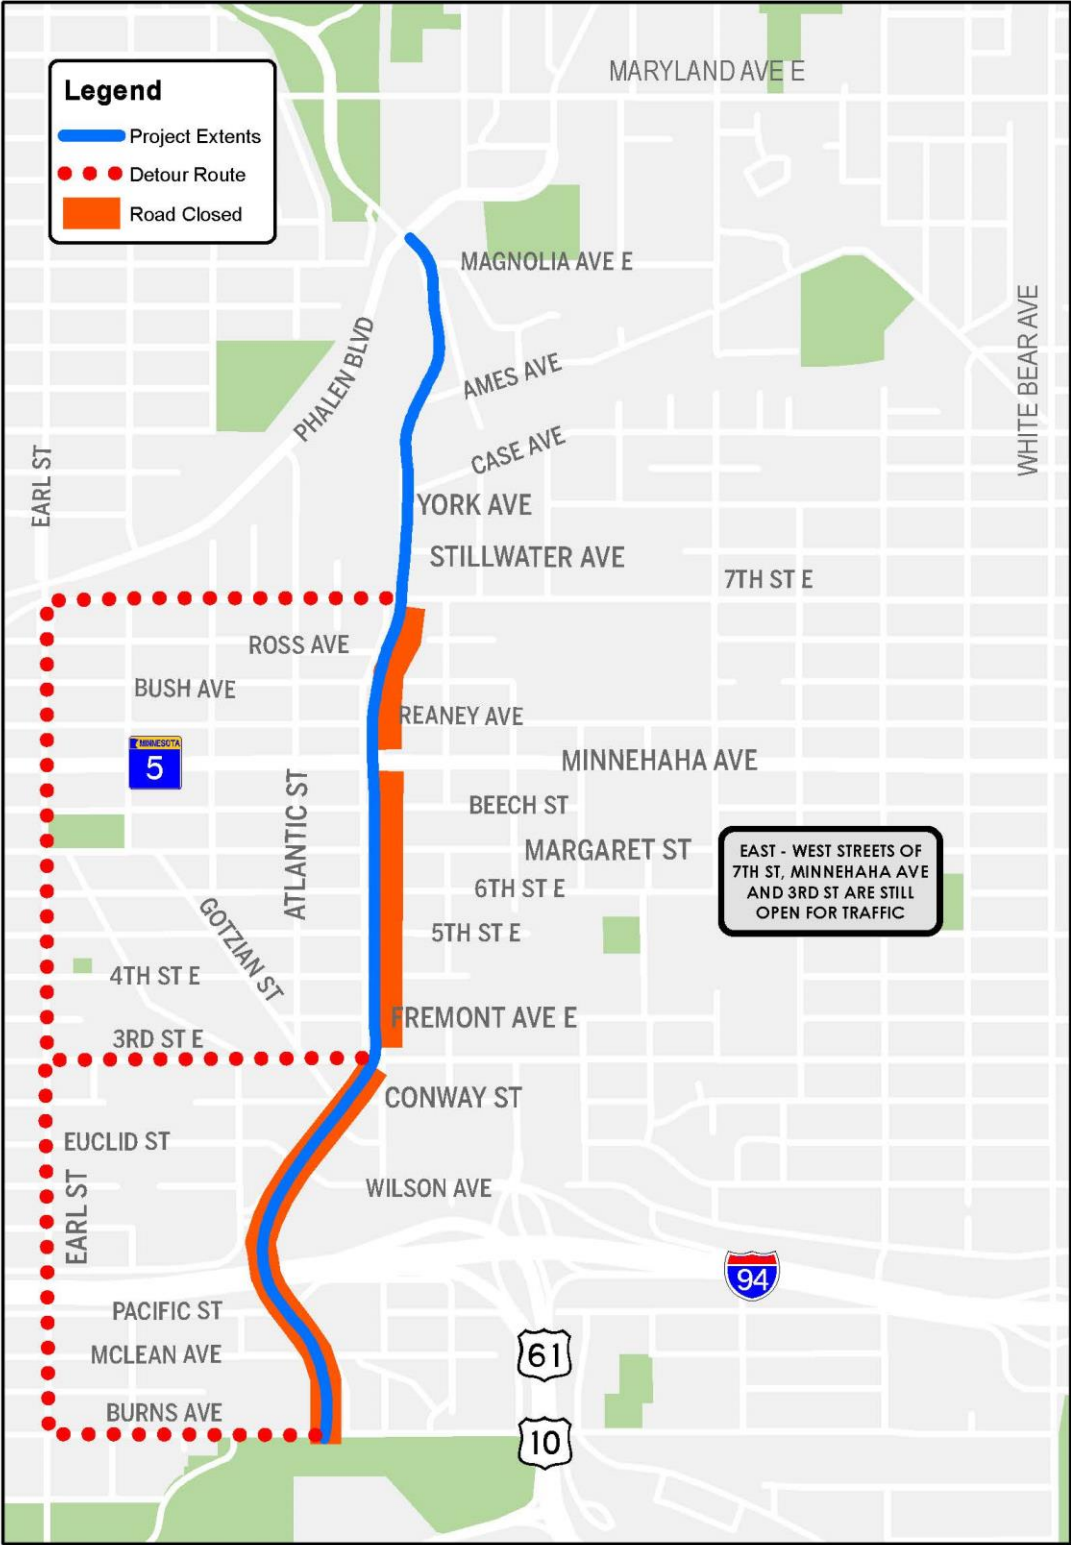 MARYLAND AVE E
Legend
Project Extents
Detour Route
Road Closed
MAGNOLIA AVE E
WHITE BEAR AVE
PHALEN BLVD
AMES AVE
CASE AVE
EARL ST
YORK AVE
STILLWATER AVE
7TH ST E
ROSS AVE
BUSH AVE
REANEY AVE
MINNESOTA
5
MINNEHAHA AVE
ATLANTIC ST
BEECH ST
MARGARET ST
EAST - WEST STREETS OF
7TH ST, MINNEHAHA AVE
AND 3RD ST ARE STILL
OPEN FOR TRAFFIC
6TH ST E
GOTZIAN ST
5TH ST E
4TH ST E
FREMONT AVE E
3RD ST E
CONWAY ST
EUCLID ST
WILSON AVE
EARL ST
94
PACIFIC ST
MCLEAN AVE
61
BURNS AVE
10